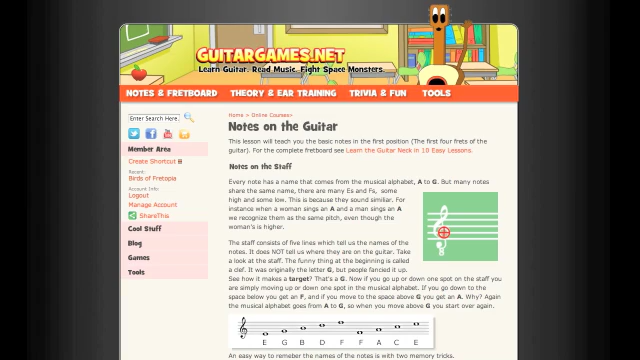 GUITARGAMES.NET
Learn Guitar. Read Music. Fight Space Monsters.
NOTES & FRETBOARD THEORY & EAR TRAINING TRIVIA & FUN TOOLS
Enter Search Here.
Member Area
Create Shortcut
Recent:
Birds of Fretopia
Account Info:
Logout
Manage Account
ShareThis
Cool Stuff
Blog
Games
Tools
Home > Online Courses>
Notes on the Guitar
This lesson will teach you the basic notes in the first position (The first four frets of the
guitar). For the complete fretboard see Learn the Guitar Neck in 10 Easy Lessons.
Notes on the Staff
Every note has a name that comes from the musical alphabet, A to G. But many notes
share the same name, there are many Es and Fs, some
high and some low. This is because they sound similiar. For
instance when a woman sings an A and a man sings an A
we recognize them as the same pitch, even though the
woman's is higher.
The staff consists of five lines which tell us the names of the
notes. It does NOT tell us where they are on the guitar. Take
a look at the staff. The funny thing at the beginning is called
a clef. It was originally the letter G, but people fancied it up.
See how it makes a target? That's a G. Now if you go up or down one spot on the staff you
are simply moving up or down one spot in the musical alphabet. If you go down to the
space below you get an F, and if you move to the space above G you get an A. Why? Again
the musical alphabet goes from A to G, so when you move above G you start over again.
E G B D F F A C E
An easy way to remeber the names of the notes is with two memory tricks.